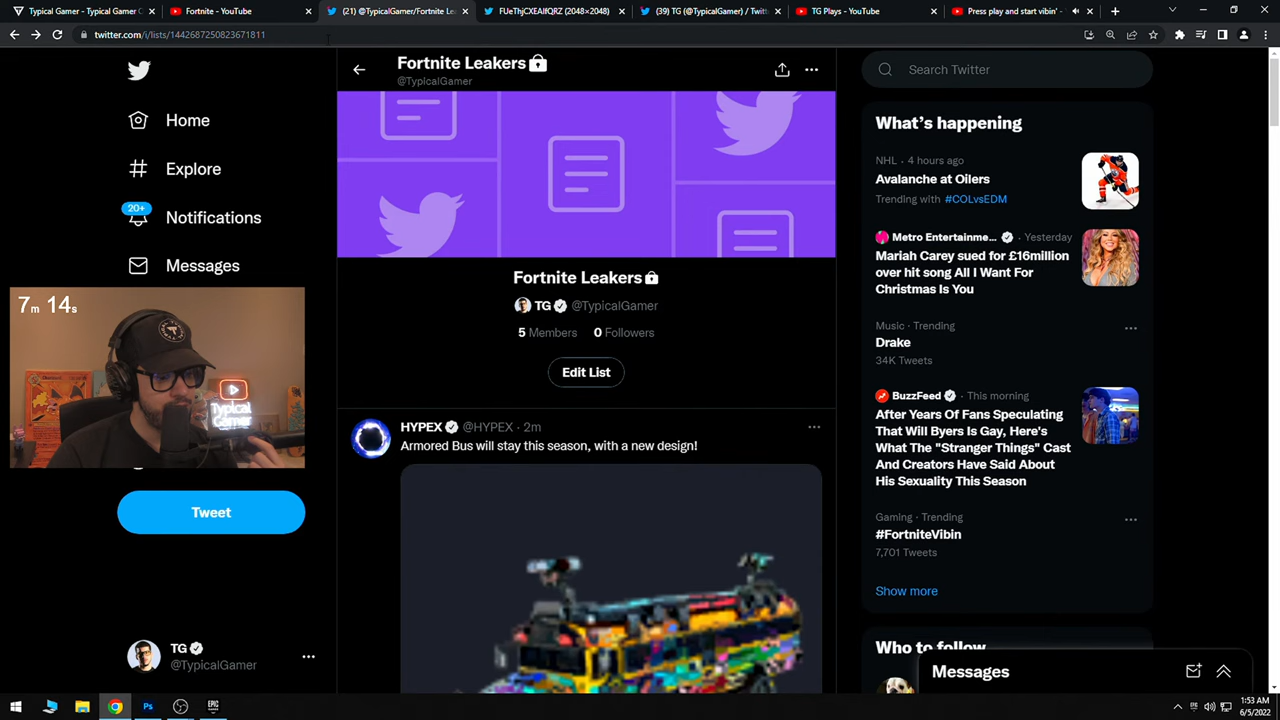 Typical Gamer - Typical Gamer C
Fortnite - YouTube
(21) @TypicalGamer/Fortnite Le
FUeThjCXEAIfQRZ (2048×2048)
(39) TG (@TypicalGamer) / Twitt
TG Plays - YouTube
Press play and start vibin' -
twitter.com/i/lists/1442687250823671811
Fortnite Leakers
@TypicalGamer
Search Twitter
Home
Explore
20+
Notifications
Messages
7m 14s
Typical
Gamer
Tweet
TG
@TypicalGamer
Fortnite Leakers
TG @TypicalGamer
5 Members 0 Followers
Edit List
HYPEX @HYPEX · 2m
Armored Bus will stay this season, with a new design!
What's happening
NHL · 4 hours ago
Avalanche at Oilers
Trending with #COLvsEDM
Metro Entertainme... · Yesterday
Mariah Carey sued for £16million
over hit song All I Want For
Christmas Is You
Music · Trending
Drake
34K Tweets
BuzzFeed · This morning
After Years Of Fans Speculating
That Will Byers Is Gay, Here's
What The "Stranger Things" Cast
And Creators Have Said About
His Sexuality This Season
Gaming · Trending
#FortniteVibin
7,701 Tweets
Show more
Who to follow
Messages
Ps
EPIC
1:53 AM
6/5/2022